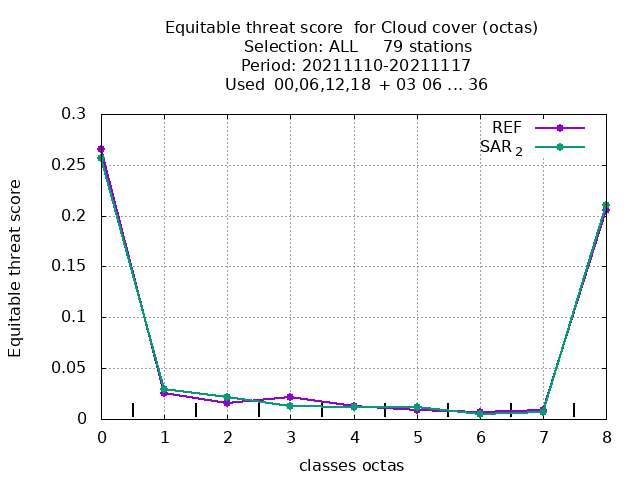 Equitable threat score for Cloud cover (octas)
Selection: ALL 79 stations
Period: 20211110-20211117
Used 00,06,12,18 + 03 06 ... 36
0.3
0.25
0.2
0.15
0.1
0.05
0
Equitable threat score
REF
SAR 2
0 1 2 3 4 5 6 7 8
classes octas